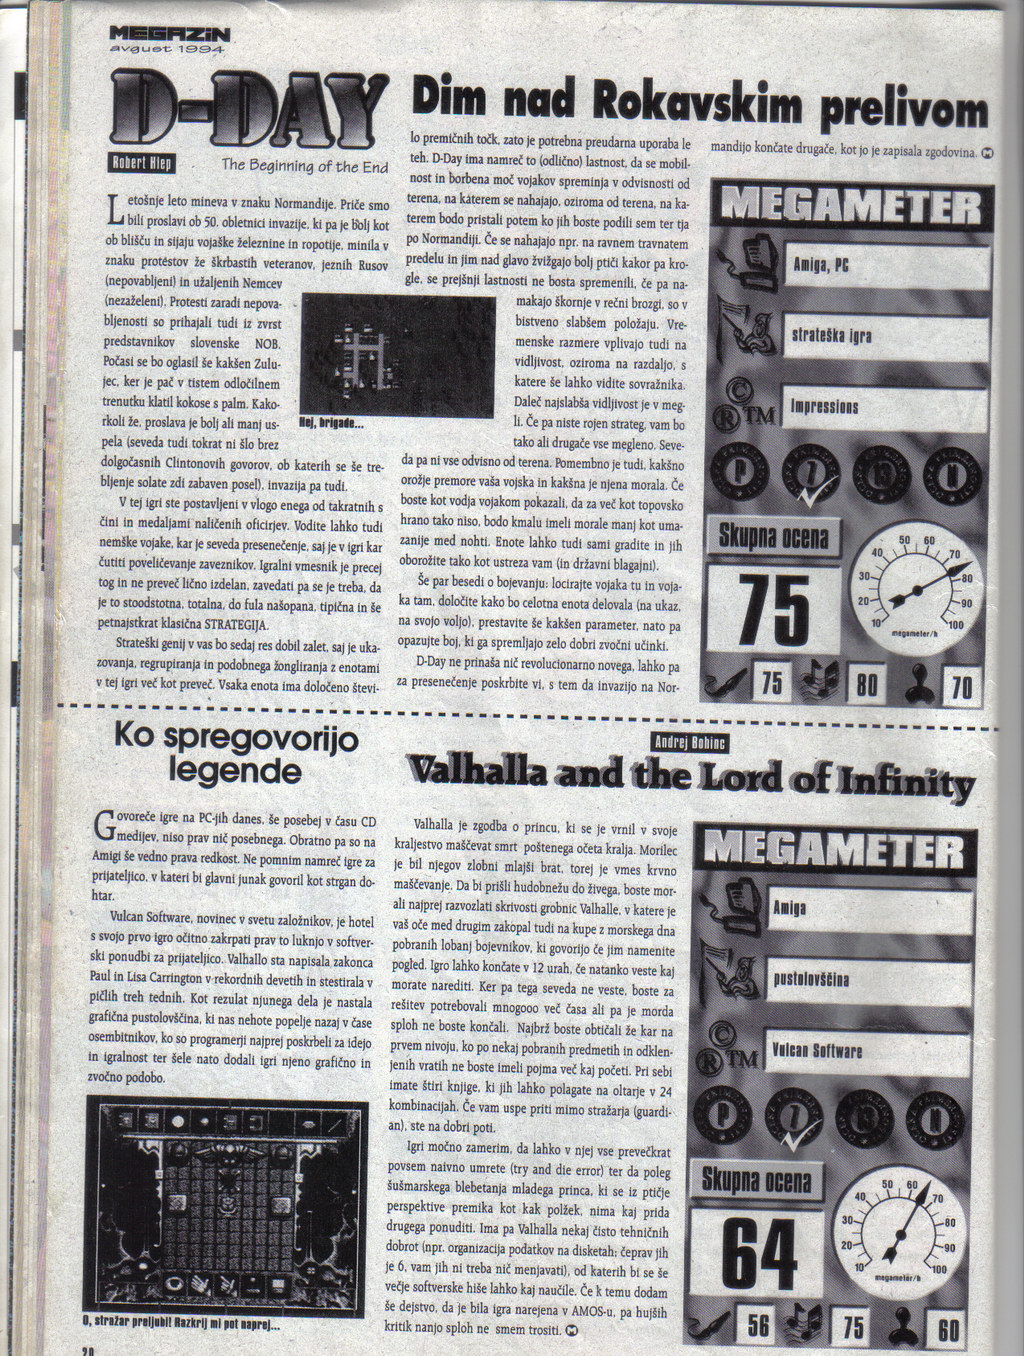 MEGAZIN
avgust 1994
D-DAY
Robert Hlep
The Beginning of the End
Dim nad Rokavskim prelivom
Letošnje leto mineva v znaku Normandije. Priče smo
bili proslavi ob 50. obletnici invazije, ki pa je bolj kot
ob blišču in sijaju vojaške železnine in ropotije, minila v
znaku protestov že škrbastih veteranov, jeznih Rusov
(nepovabljeni) in užaljenih Nemcev
(nezaželeni). Protesti zaradi nepova-
bljenosti so prihajali tudi iz zvrst
predstavnikov slovenske NOB.
Počasi se bo oglasil še kakšen Zulu-
jec, ker je pač v tistem odločilnem
trenutku klatil kokose s palm. Kako-
rkoli že, proslava je bolj ali manj us-
pela (seveda tudi tokrat ni šlo brez
dolgočasnih Clintonovih govorov, ob katerih se še tre-
bljenje solate zdi zabaven posel), invazija pa tudi.
V tej igri ste postavljeni v vlogo enega od takratnih s
čini in medaljami naličenih oficirjev. Vodite lahko tudi
nemške vojake, kar je seveda presenečenje, saj je v igri kar
čutiti poveličevanje zaveznikov. Igralni vmesnik je precej
tog in ne preveč lično izdelan, zavedati pa se je treba, da
je to stoodstotna, totalna, do fula našopana, tipična in še
petnajstkrat klasična STRATEGIJA.
Strateški genij v vas bo sedaj res dobil zalet, saj je uka-
zovanja, regrupiranja in podobnega žongliranja z enotami
v tej igri več kot preveč. Vsaka enota ima določeno števi-
Hej, brigade...
lo premičnih točk, zato je potrebna preudarna uporaba le
teh. D-Day ima namreč to (odlično) lastnost, da se mobil-
nost in borbena moč vojakov spreminja v odvisnosti od
terena, na katerem se nahajajo, oziroma od terena, na ka-
terem bodo pristali potem ko jih boste podili sem ter tja
po Normandiji. Če se nahajajo npr. na ravnem travnatem
predelu in jim nad glavo žvižgajo bolj ptiči kakor pa kro-
gle, se prejšnji lastnosti ne bosta spremenili, če pa na-
makajo škornje v rečni brozgi, so v
bistveno slabšem položaju. Vre-
menske razmere vplivajo tudi na
vidljivost, oziroma na razdaljo, s
katere še lahko vidite sovražnika.
Daleč najslabša vidljivost je v meg-
li. Če pa niste rojen strateg, vam bo
tako ali drugače vse megleno. Seve-
da pa ni vse odvisno od terena. Pomembno je tudi, kakšno
orožje premore vaša vojska in kakšna je njena morala. Če
boste kot vodja vojakom pokazali, da za več kot topovsko
hrano tako niso, bodo kmalu imeli morale manj kot uma-
zanije med nohti. Enote lahko tudi sami gradite in jih
oborožite tako kot ustreza vam (in državni blagajni).
Še par besedi o bojevanju: locirajte vojaka tu in voja-
ka tam, določite kako bo celotna enota delovala (na ukaz,
na svojo voljo), prestavite še kakšen parameter, nato pa
opazujte boj, ki ga spremljajo zelo dobri zvočni učinki.
D-Day ne prinaša nič revolucionarno novega, lahko pa
za presenečenje poskrbite vi, s tem da invazijo na Nor-
mandijo končate drugače, kot jo je zapisala zgodovina. M
MEGAMETER
Amiga, PC
strateška igra
© ® TM
Impressions
P 7 13 N
Skupna ocena
75
10 20 30 40 50 60 70 80 90 100
megameter/h
75 80 70
Ko spregovorijo
legende
Andrej Bohinc
Valhalla and the Lord of Infinity
Govoreče igre na PC-jih danes, še posebej v času CD
medijev, niso prav nič posebnega. Obratno pa so na
Amigi še vedno prava redkost. Ne pomnim namreč igre za
prijateljico, v kateri bi glavni junak govoril kot strgan do-
htar.
Vulcan Software, novinec v svetu založnikov, je hotel
s svojo prvo igro očitno zakrpati prav to luknjo v softver-
ski ponudbi za prijateljico. Valhallo sta napisala zakonca
Paul in Lisa Carrington v rekordnih devetih in stestirala v
pičlih treh tednih. Kot rezulat njunega dela je nastala
grafična pustolovščina, ki nas nehote popelje nazaj v čase
osembitnikov, ko so programerji najprej poskrbeli za idejo
in igralnost ter šele nato dodali igri njeno grafično in
zvočno podobo.
O, stražar preljubi! Razkrij mi pot naprej...
20
Valhalla je zgodba o princu, ki se je vrnil v svoje
kraljestvo maščevat smrt poštenega očeta kralja. Morilec
je bil njegov zlobni mlajši brat, torej je vmes krvno
maščevanje. Da bi prišli hudobnežu do živega, boste mor-
ali najprej razvozlati skrivosti grobnic Valhalle, v katere je
vaš oče med drugim zakopal tudi na kupe z morskega dna
pobranih lobanj bojevnikov, ki govorijo če jim namenite
pogled. Igro lahko končate v 12 urah, če natanko veste kaj
morate narediti. Ker pa tega seveda ne veste, boste za
rešitev potrebovali mnogooo več časa ali pa je morda
sploh ne boste končali. Najbrž boste obtičali že kar na
prvem nivoju, ko po nekaj pobranih predmetih in odklen-
jenih vratih ne boste imeli pojma več kaj početi. Pri sebi
imate štiri knjige, ki jih lahko polagate na oltarje v 24
kombinacijah. Če vam uspe priti mimo stražarja (guardi-
an), ste na dobri poti.
Igri močno zamerim, da lahko v njej vse prevečkrat
povsem naivno umrete (try and die error) ter da poleg
šušmarskega blebetanja mladega princa, ki se iz ptičje
perspektive premika kot kak polžek, nima kaj prida
drugega ponuditi. Ima pa Valhalla nekaj čisto tehničnih
dobrot (npr. organizacija podatkov na disketah; čeprav jih
je 6, vam jih ni treba nič menjavati), od katerih bi se še
večje softverske hiše lahko kaj naučile. Če k temu dodam
še dejstvo, da je bila igra narejena v AMOS-u, pa hujših
kritik nanjo sploh ne smem trositi. M
MEGAMETER
Amiga
pustolovščina
© ® TM
Vulcan Software
P 7 13 N
Skupna ocena
64
10 20 30 40 50 60 70 80 90 100
megameter/h
56 75 60